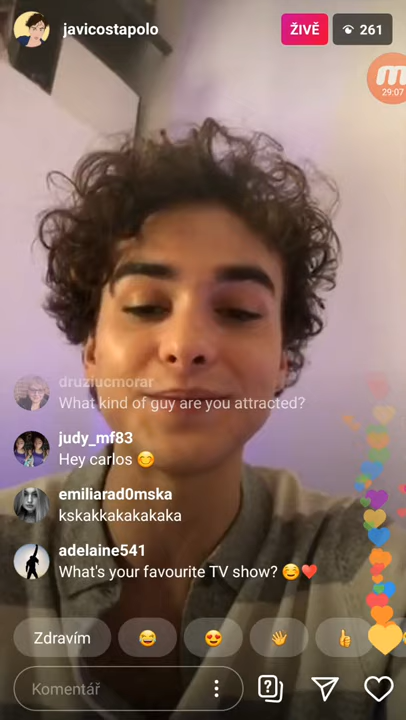 javicostapolo
ŽIVĚ
261
29:07
druziucmorar
What kind of guy are you attracted?
judy_mf83
Hey carlos 😊
emiliarad0mska
kskakkakakakaka
adelaine541
What's your favourite TV show? ☺️❤️
Zdravím
Komentář